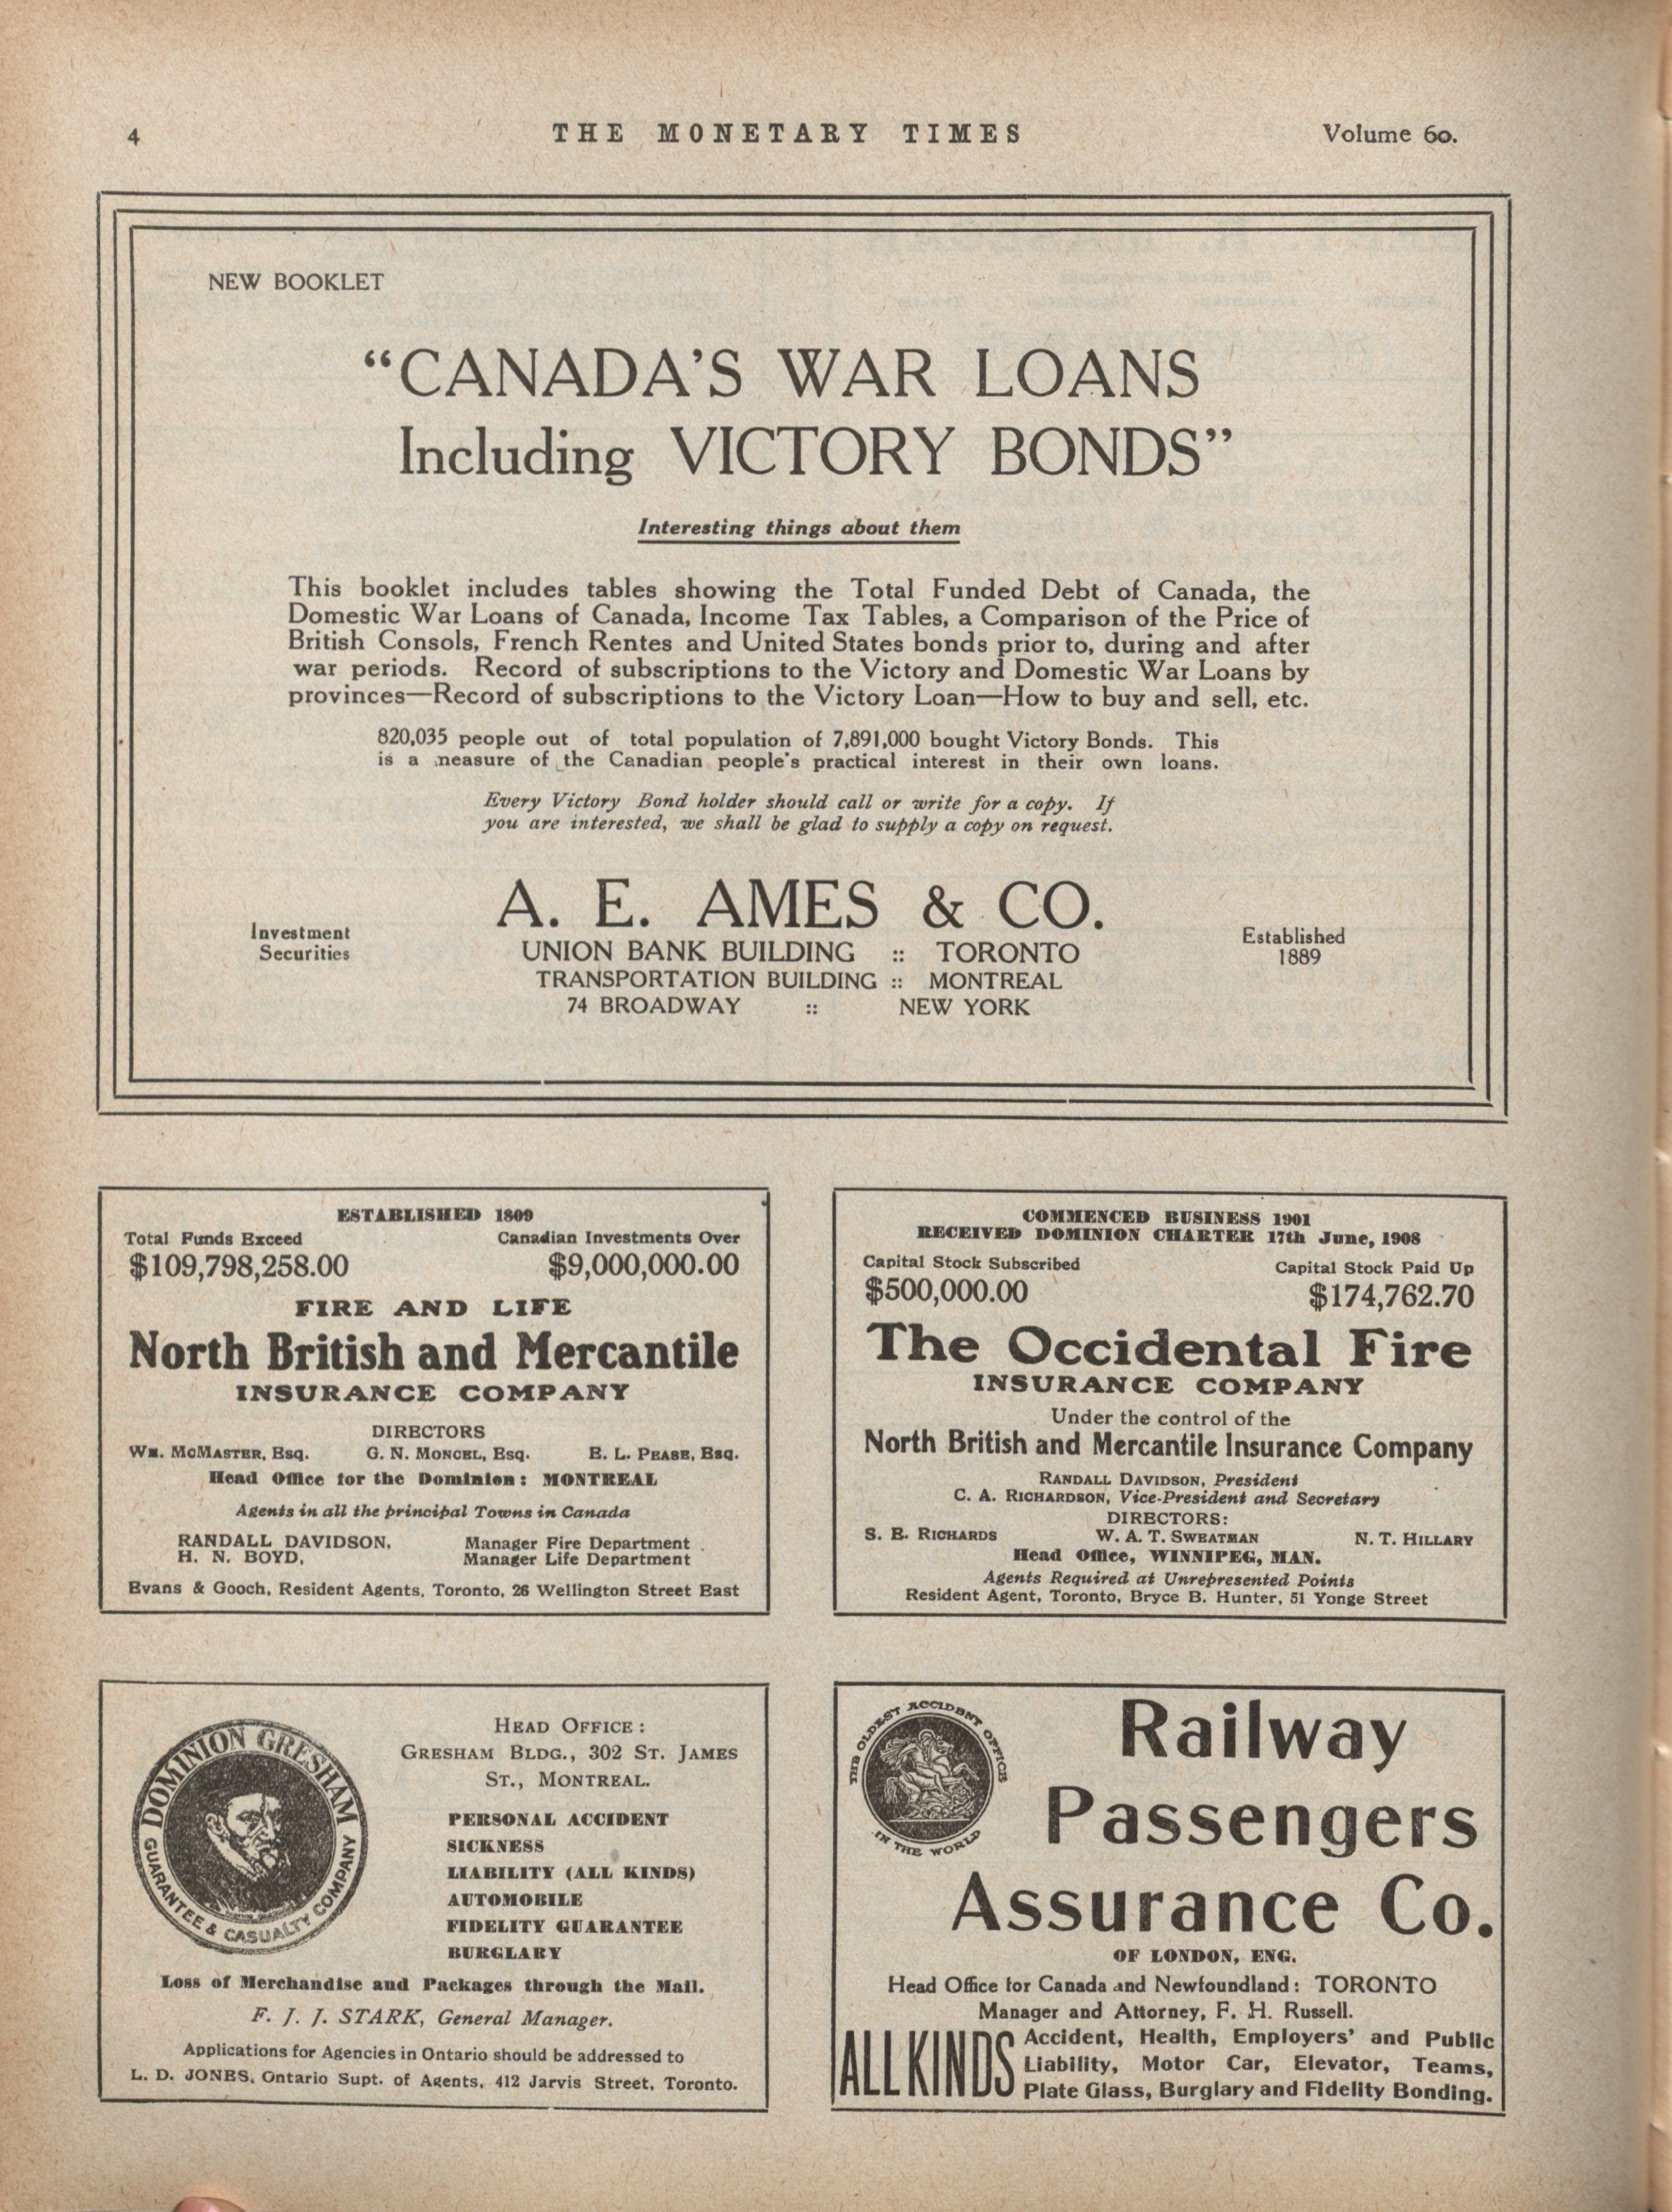 4
THE MONETARY TIMES
Volume 60.
NEW BOOKLET
“CANADA'S WAR LOANS
Including VICTORY BONDS”
Interesting things about them
This booklet includes tables showing the Total Funded Debt of Canada, the
Domestic War Loans of Canada, Income Tax Tables, a Comparison of the Price of
British Consols, French Rentes and United States bonds prior to, during and after
war periods. Record of subscriptions to the Victory and Domestic War Loans by
provinces—Record of subscriptions to the Victory Loan—How to buy and sell, etc.
820,035 people out of total population of 7,891,000 bought Victory Bonds. This
is a measure of the Canadian people's practical interest in their own loans.
Every Victory Bond holder should call or write for a copy. If
you are interested, we shall be glad to supply a copy on request.
Investment
Securities
A. E. AMES & CO.
UNION BANK BUILDING :: TORONTO
TRANSPORTATION BUILDING :: MONTREAL
74 BROADWAY :: NEW YORK
Established
1889
ESTABLISHED 1809
Total Funds Exceed
Canadian Investments Over
$109,798,258.00
$9,000,000.00
FIRE AND LIFE
North British and Mercantile
INSURANCE COMPANY
DIRECTORS
WM. MCMASTER, Esq. G. N. MONCEL, Esq. E. L. PEASE, Esq.
Head Office for the Dominion: MONTREAL
Agents in all the principal Towns in Canada
RANDALL DAVIDSON, Manager Fire Department
H. N. BOYD, Manager Life Department
Evans & Gooch, Resident Agents, Toronto, 26 Wellington Street East
COMMENCED BUSINESS 1901
RECEIVED DOMINION CHARTER 17th June, 1908
Capital Stock Subscribed
Capital Stock Paid Up
$500,000.00
$174,762.70
The Occidental Fire
INSURANCE COMPANY
Under the control of the
North British and Mercantile Insurance Company
RANDALL DAVIDSON, President
C. A. RICHARDSON, Vice-President and Secretary
DIRECTORS:
S. E. RICHARDS W. A. T. SWEATMAN N. T. HILLARY
Head Office, WINNIPEG, MAN.
Agents Required at Unrepresented Points
Resident Agent, Toronto, Bryce B. Hunter, 51 Yonge Street
DOMINION GRESHAM
GUARANTEE & CASUALTY COMPANY
HEAD OFFICE:
GRESHAM BLDG., 302 ST. JAMES
ST., MONTREAL.
PERSONAL ACCIDENT
SICKNESS
LIABILITY (ALL KINDS)
AUTOMOBILE
FIDELITY GUARANTEE
BURGLARY
Loss of Merchandise and Packages through the Mail.
F. J. J. STARK, General Manager.
Applications for Agencies in Ontario should be addressed to
L. D. JONES, Ontario Supt. of Agents, 412 Jarvis Street, Toronto.
THE OLDEST ACCIDENT OFFICE
IN THE WORLD
Railway
Passengers
Assurance Co.
OF LONDON, ENG.
Head Office for Canada and Newfoundland: TORONTO
Manager and Attorney, F. H. Russell.
ALL KINDS
Accident, Health, Employers' and Public
Liability, Motor Car, Elevator, Teams,
Plate Glass, Burglary and Fidelity Bonding.